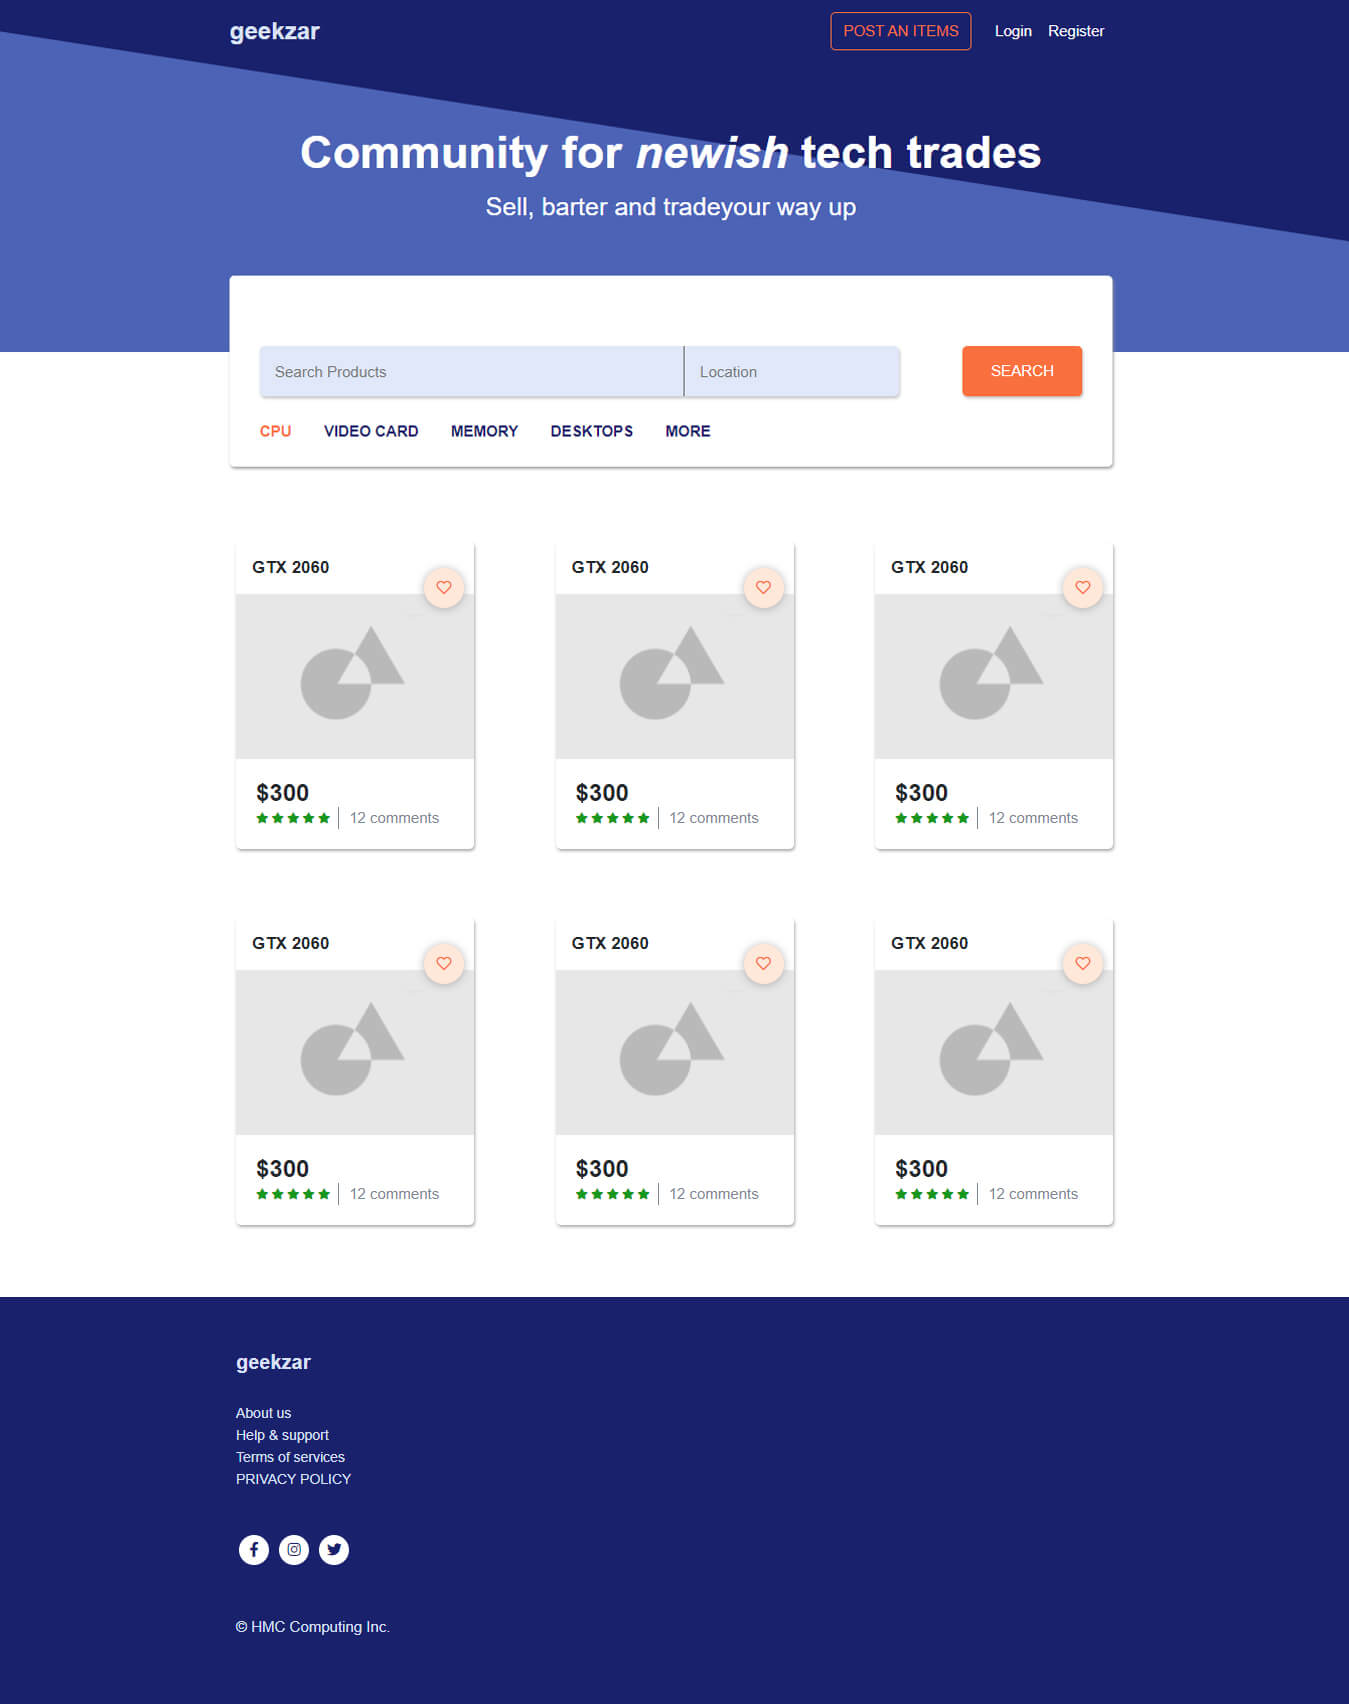 geekzar
POST AN ITEMS
Login
Register
Community for newish tech trades
Sell, barter and tradeyour way up
Search Products
Location
SEARCH
CPU
VIDEO CARD
MEMORY
DESKTOPS
MORE
GTX 2060
GTX 2060
GTX 2060
$300
12 comments
$300
12 comments
$300
12 comments
GTX 2060
GTX 2060
GTX 2060
$300
12 comments
$300
12 comments
$300
12 comments
geekzar
About us
Help & support
Terms of services
PRIVACY POLICY
© HMC Computing Inc.